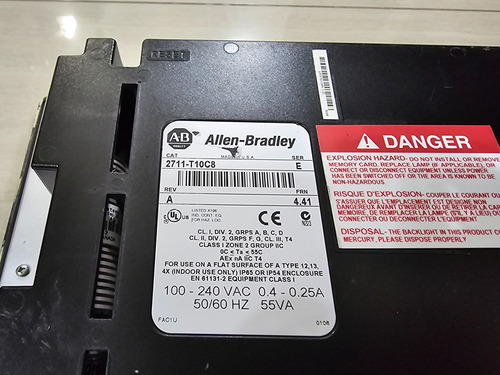 RESET
AB
QUALITY
Allen-Bradley
CAT
MADE IN U.S.A.
SER
2711-T10C8
E
REV
FRN
A
4.41
UL
LISTED
IND. CONT. EQ.
FOR HAZ. LOC.
CE
N223
CL. I, DIV. 2, GRPS A, B, C, D
CL. II, DIV. 2, GRPS F, G, CL. III, T4
CLASS I ZONE 2 GROUP IIC
0C < Ta < 55C
AEx nA IIC T4
FOR USE ON A FLAT SURFACE OF A TYPE 12,13,
4X (INDOOR USE ONLY) IP65 OR IP54 ENCLOSURE
EN 61131-2 EQUIPMENT CLASS I
100 - 240 VAC 0.4 - 0.25A
50/60 HZ 55VA
FAC1U
0106
DANGER
EXPLOSION HAZARD- DO NOT INSTALL OR REMOVE
MEMORY CARD, REPLACE LAMP (IF APPLICABLE), OR
CONNECT OR DISCONNECT EQUIPMENT UNLESS POWER
HAS BEEN SWITCHED OFF OR THE AREA IS KNOWN TO BE
NON-HAZARDOUS.
RISQUE D'EXPLOSION- COUPER LE COURANT OU
S'ASSUER QUE L'EMPLACEMENT EST DESIGNE NON
DANGEREUX AVANT D'INSERER OU DE RETIRER LA CAR
MEMOIRE, DE REMPLACER LA LAMPE (S'IL Y A LIEU) OU
CONNECTER OU DECONNECTER L'EQUIPEMENT.
DISPOSAL- THE BACKLIGHT IN THIS PRODUCT C
MERCURY. PLEASE DISPOSE PROPERLY